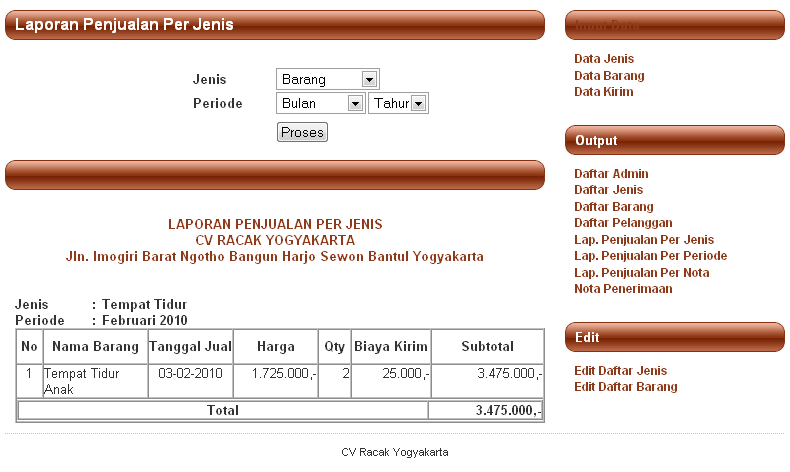 Laporan Penjualan Per Jenis
Jenis Barang
Periode Bulan Tahun
Proses
LAPORAN PENJUALAN PER JENIS
CV RACAK YOGYAKARTA
Jln. Imogiri Barat Ngotho Bangun Harjo Sewon Bantul Yogyakarta
Jenis : Tempat Tidur
Periode : Februari 2010
No Nama Barang Tanggal Jual Harga Qty Biaya Kirim Subtotal
1 Tempat Tidur Anak 03-02-2010 1.725.000,- 2 25.000,- 3.475.000,-
Total 3.475.000,-
Input Data
Data Jenis
Data Barang
Data Kirim
Output
Daftar Admin
Daftar Jenis
Daftar Barang
Daftar Pelanggan
Lap. Penjualan Per Jenis
Lap. Penjualan Per Periode
Lap. Penjualan Per Nota
Nota Penerimaan
Edit
Edit Daftar Jenis
Edit Daftar Barang
CV Racak Yogyakarta